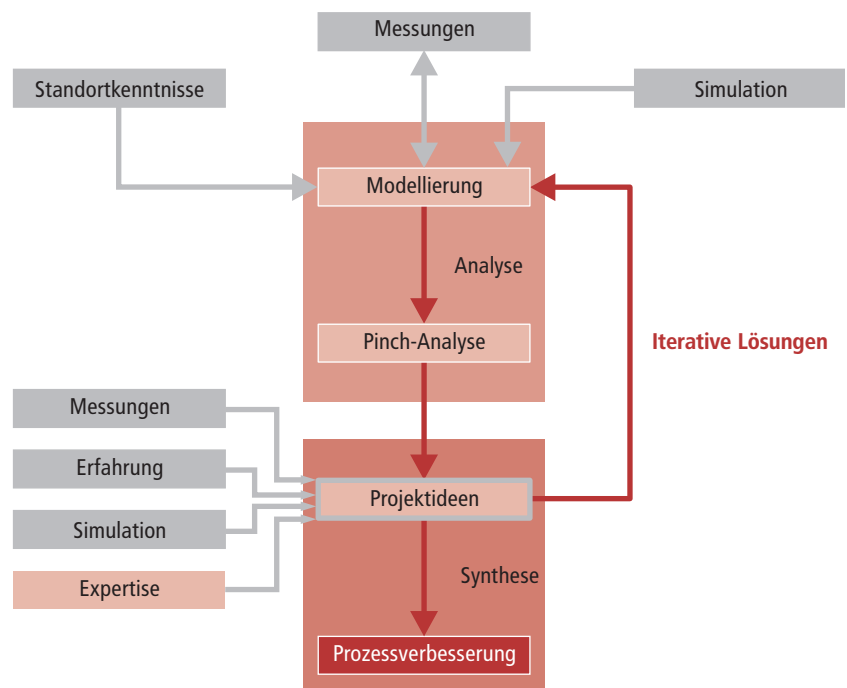 Messungen
Standortkenntnisse
Simulation
Modellierung
Analyse
Pinch-Analyse
Iterative Lösungen
Messungen
Erfahrung
Projektideen
Simulation
Synthese
Expertise
Prozessverbesserung